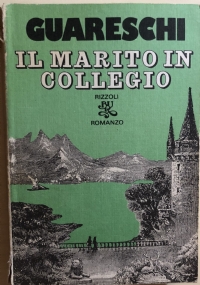 GUARESCHI
IL MARITO IN
COLLEGIO
RIZZOLI
BUR
ROMANZO